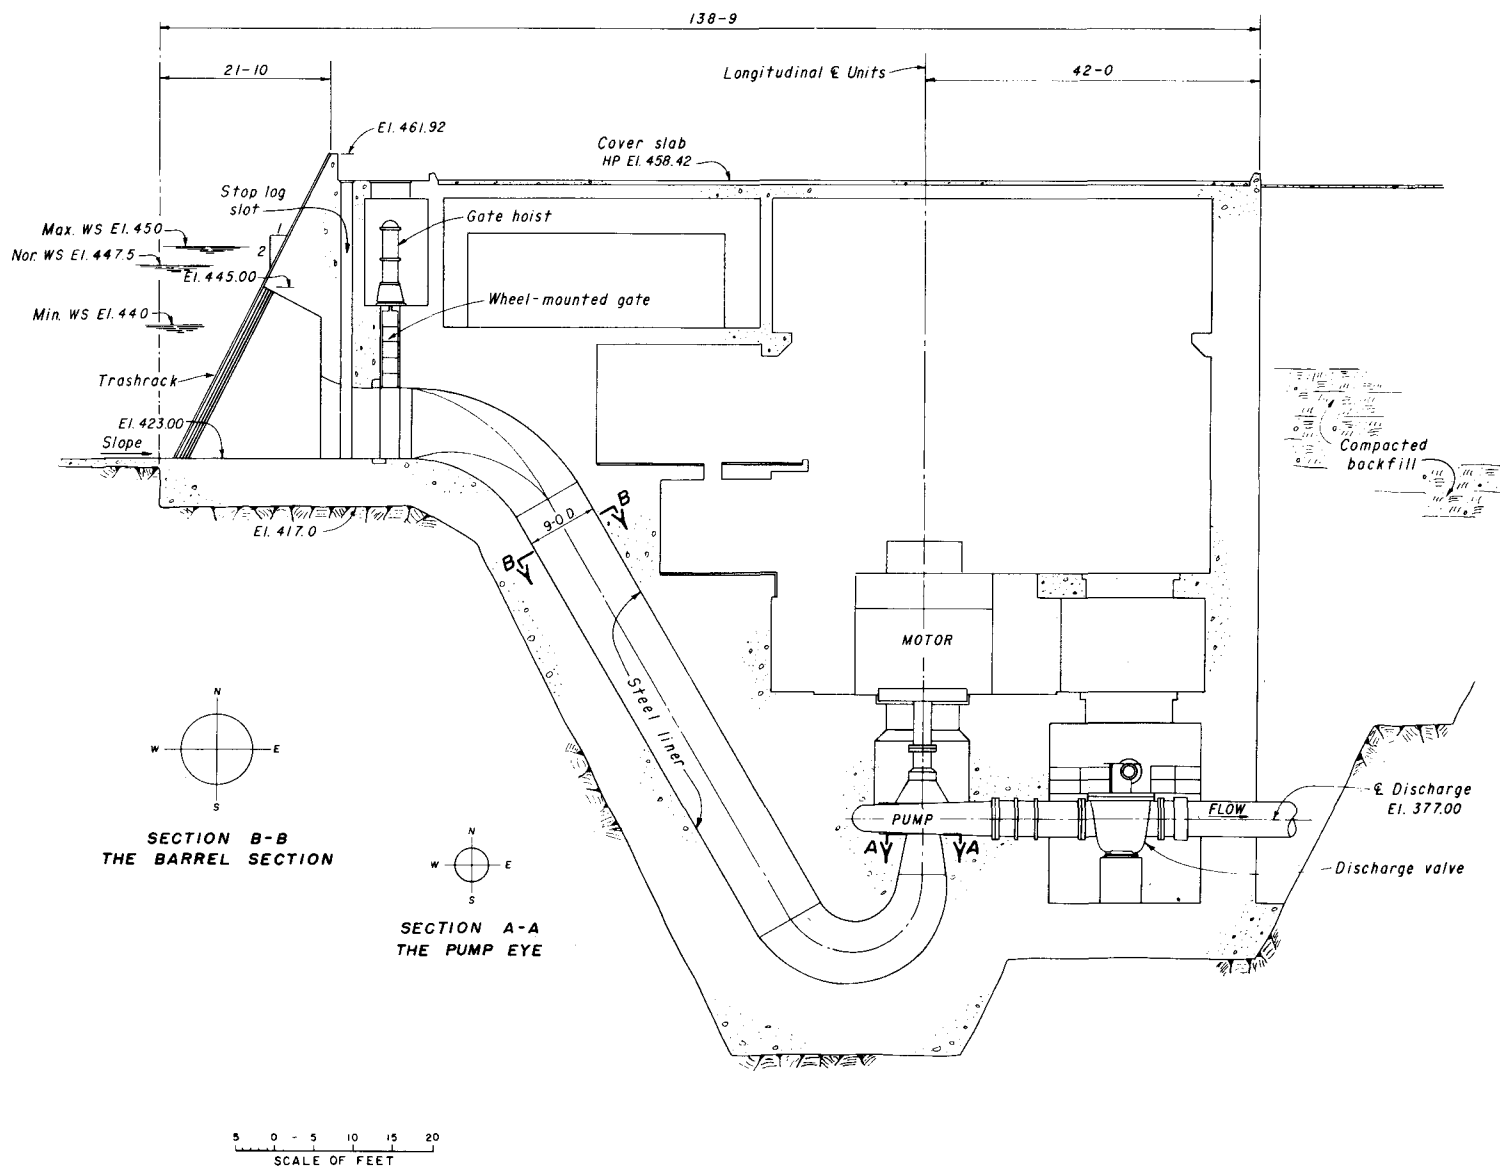 138-9
21-10
Longitudinal ℄ Units
42-0
El. 461.92
Cover slab
HP El. 458.42
Stop log
slot
Gate hoist
Max. WS El. 450
1
2
Nor. WS El. 447.5
El. 445.00
Wheel-mounted gate
Min. WS El. 440
Trashrack
El. 423.00
Slope
Compacted
backfill
B
9-0 D
El. 417.0
B
MOTOR
Steel liner
N
W
E
S
SECTION B-B
THE BARREL SECTION
℄ Discharge
El. 377.00
FLOW
PUMP
A
A
N
W
E
S
Discharge valve
SECTION A-A
THE PUMP EYE
5 0 - 5 10 15 20
SCALE OF FEET